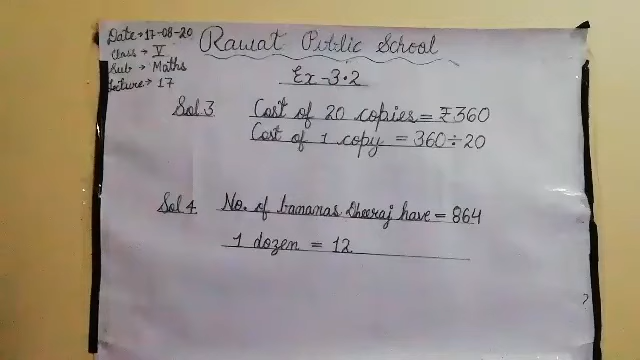 Date → 17-08-20
Class → V
Sub → Maths
Lecture → 17
Rawat Public School
Ex-3.2
Sol 3 Cost of 20 copies = ₹360
Cost of 1 copy = 360÷20
Sol 4 No. of bananas Dheeraj have = 864
1 dozen = 12